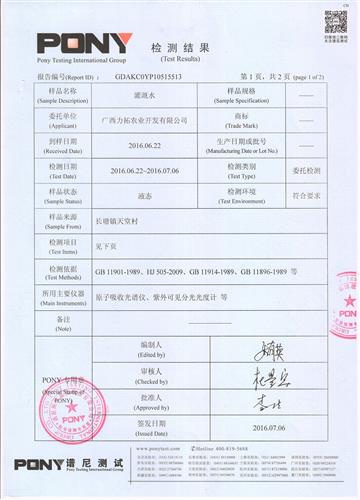 PONY
Pony Testing International Group
检测结果
(Test Results)
报告编号(Report ID): GDAKC0YP10515513 第 1 页,共 2 页 (page 1 of 2)
样品名称 灌溉水 样品规格 ——
(Sample Description) (Sample Specification)
委托单位 广西力拓农业开发有限公司 商标 ——
(Applicant) (Trade Mark)
到样日期 2016.06.22 生产日期或批号 ——
(Received Date) (Manufacturing Date or Lot No.)
检测日期 2016.06.22~2016.07.06 检测类别 委托检测
(Test Date) (Test Type)
样品状态 液态 检测环境 符合要求
(Sample Status) (Test Environment)
样品来源 长塘镇天堂村
(Sample From)
检测项目 见下页
(Test Items)
检测依据 GB 11901-1989、HJ 505-2009、GB 11914-1989、GB 11896-1989 等
(Test Methods)
所用主要仪器 原子吸收光谱仪、紫外可见分光光度计 等
(Main Instruments)
备注 ——
(Note)
编制人
(Edited by)
PONY 专用章
审核人
(Special Stamp of
(Checked by)
PONY)
批准人
(Approved by)
签发日期 2016.07.06
(Issued Date)
PONY 谱尼测试
www.ponytest.com Hotline 400-819-5688